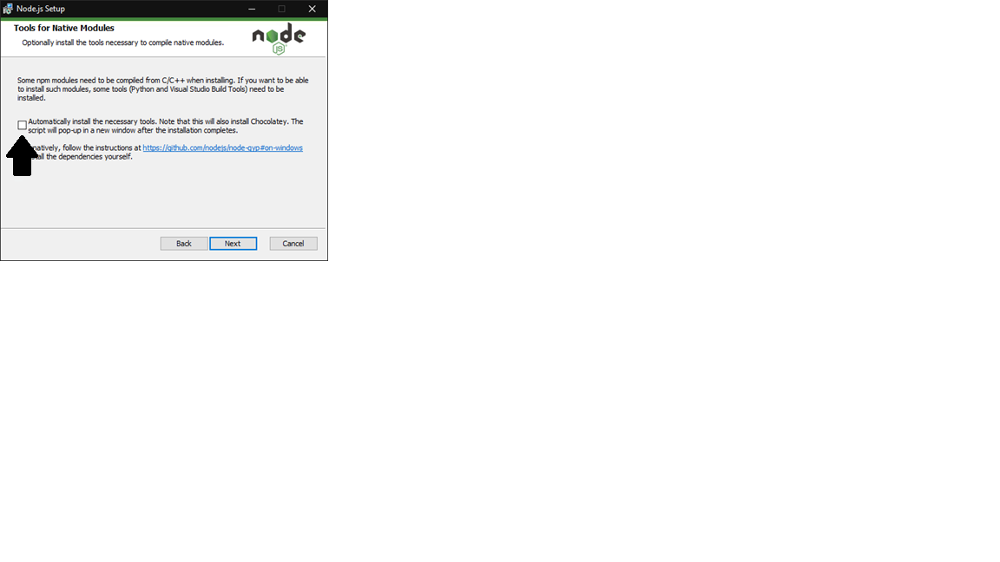 Node.js Setup
Tools for Native Modules
Optionally install the tools necessary to compile native modules.
node
JS
Some npm modules need to be compiled from C/C++ when installing. If you want to be able
to install such modules, some tools (Python and Visual Studio Build Tools) need to be
installed.
Automatically install the necessary tools. Note that this will also install Chocolatey. The
script will pop-up in a new window after the installation completes.
follow the instructions at https://github.com/nodejs/node-gyp#on-windows
the dependencies yourself.
Back
Next
Cancel